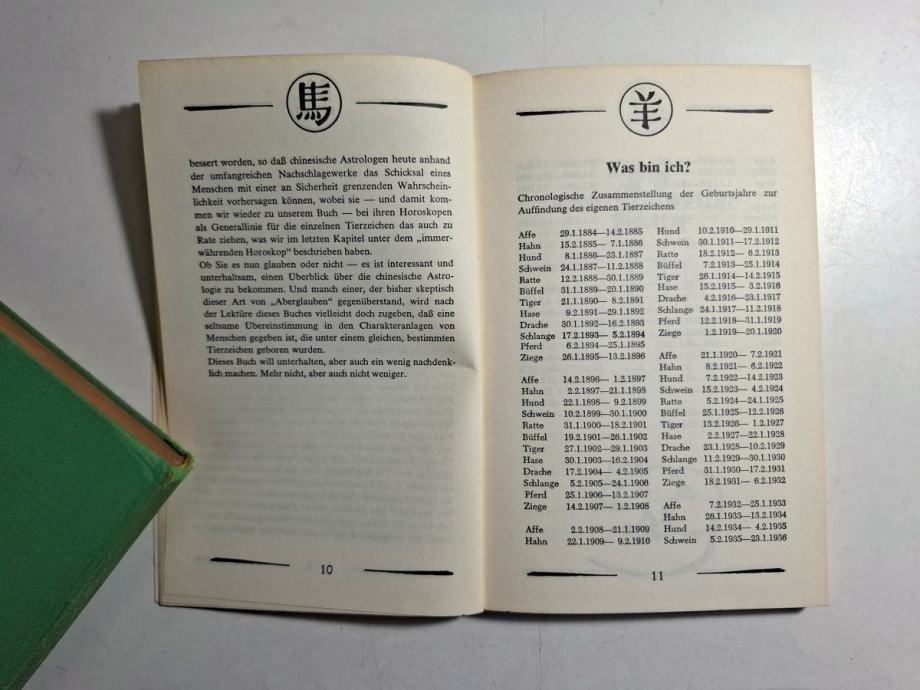 馬
bessert worden, so daß chinesische Astrologen heute anhand
der umfangreichen Nachschlagewerke das Schicksal eines
Menschen mit einer an Sicherheit grenzenden Wahrschein-
lichkeit vorhersagen können, wobei sie — und damit kom-
men wir wieder zu unserem Buch — bei ihren Horoskopen
als Generallinie für die einzelnen Tierzeichen das auch zu
Rate ziehen, was wir im letzten Kapitel unter dem „immer-
währenden Horoskop" beschrieben haben.
Ob Sie es nun glauben oder nicht — es ist interessant und
unterhaltsam, einen Überblick über die chinesische Astro-
logie zu bekommen. Und manch einer, der bisher skeptisch
dieser Art von „Aberglauben" gegenüberstand, wird nach
der Lektüre dieses Buches vielleicht doch zugeben, daß eine
seltsame Übereinstimmung in den Charakteranlagen von
Menschen gegeben ist, die unter einem gleichen, bestimmten
Tierzeichen geboren wurden.
Dieses Buch will unterhalten, aber auch ein wenig nachdenk-
lich machen. Mehr nicht, aber auch nicht weniger.
10
羊
Was bin ich?
Chronologische Zusammenstellung der Geburtsjahre zur
Auffindung des eigenen Tierzeichens
Affe 29.1.1884—14.2.1885
Hahn 15.2.1885— 7.1.1886
Hund 8.1.1886—23.1.1887
Schwein 24.1.1887—11.2.1888
Ratte 12.2.1888—30.1.1889
Büffel 31.1.1889—20.1.1890
Tiger 21.1.1890— 8.2.1891
Hase 9.2.1891—29.1.1892
Drache 30.1.1892—16.2.1893
Schlange 17.2.1893— 5.2.1894
Pferd 6.2.1894—25.1.1895
Ziege 26.1.1895—13.2.1896
Affe 14.2.1896— 1.2.1897
Hahn 2.2.1897—21.1.1898
Hund 22.1.1898— 9.2.1899
Schwein 10.2.1899—30.1.1900
Ratte 31.1.1900—18.2.1901
Büffel 19.2.1901—26.1.1902
Tiger 27.1.1902—29.1.1903
Hase 30.1.1903—16.2.1904
Drache 17.2.1904— 4.2.1905
Schlange 5.2.1905—24.1.1906
Pferd 25.1.1906—13.2.1907
Ziege 14.2.1907— 1.2.1908
Affe 2.2.1908—21.1.1909
Hahn 22.1.1909— 9.2.1910
Hund 10.2.1910—29.1.1911
Schwein 30.1.1911—17.2.1912
Ratte 18.2.1912— 6.2.1913
Büffel 7.2.1913—25.1.1914
Tiger 26.1.1914—14.2.1915
Hase 15.2.1915— 3.2.1916
Drache 4.2.1916—23.1.1917
Schlange 24.1.1917—11.2.1918
Pferd 12.2.1918—31.1.1919
Ziege 1.2.1919—20.1.1920
Affe 21.1.1920— 7.2.1921
Hahn 8.2.1921— 6.2.1922
Hund 7.2.1922—14.2.1923
Schwein 15.2.1923— 4.2.1924
Ratte 5.2.1924—24.1.1925
Büffel 25.1.1925—12.2.1926
Tiger 13.2.1926— 1.2.1927
Hase 2.2.1927—22.1.1928
Drache 23.1.1928—10.2.1929
Schlange 11.2.1929—30.1.1930
Pferd 31.1.1930—17.2.1931
Ziege 18.2.1931— 6.2.1932
Affe 7.2.1932—25.1.1933
Hahn 26.1.1933—13.2.1934
Hund 14.2.1934— 4.2.1935
Schwein 5.2.1935—23.1.1936
11